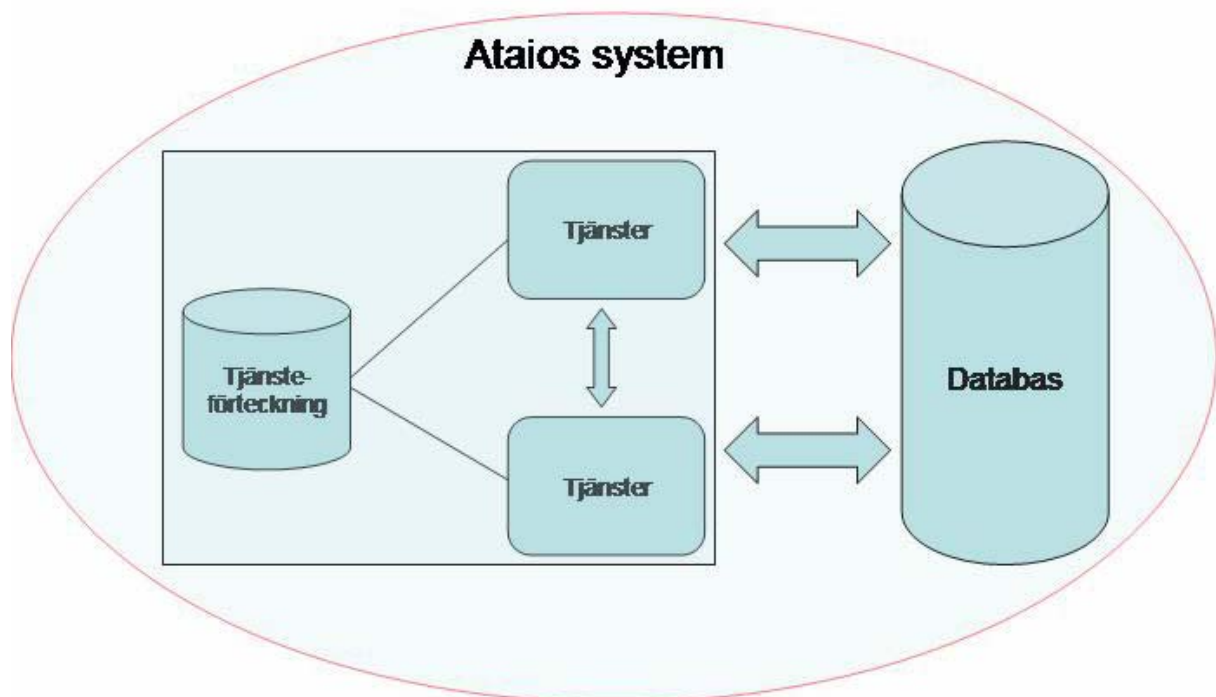 Ataios system
Tjänster
Tjänste-
förteckning
Databas
Tjänster